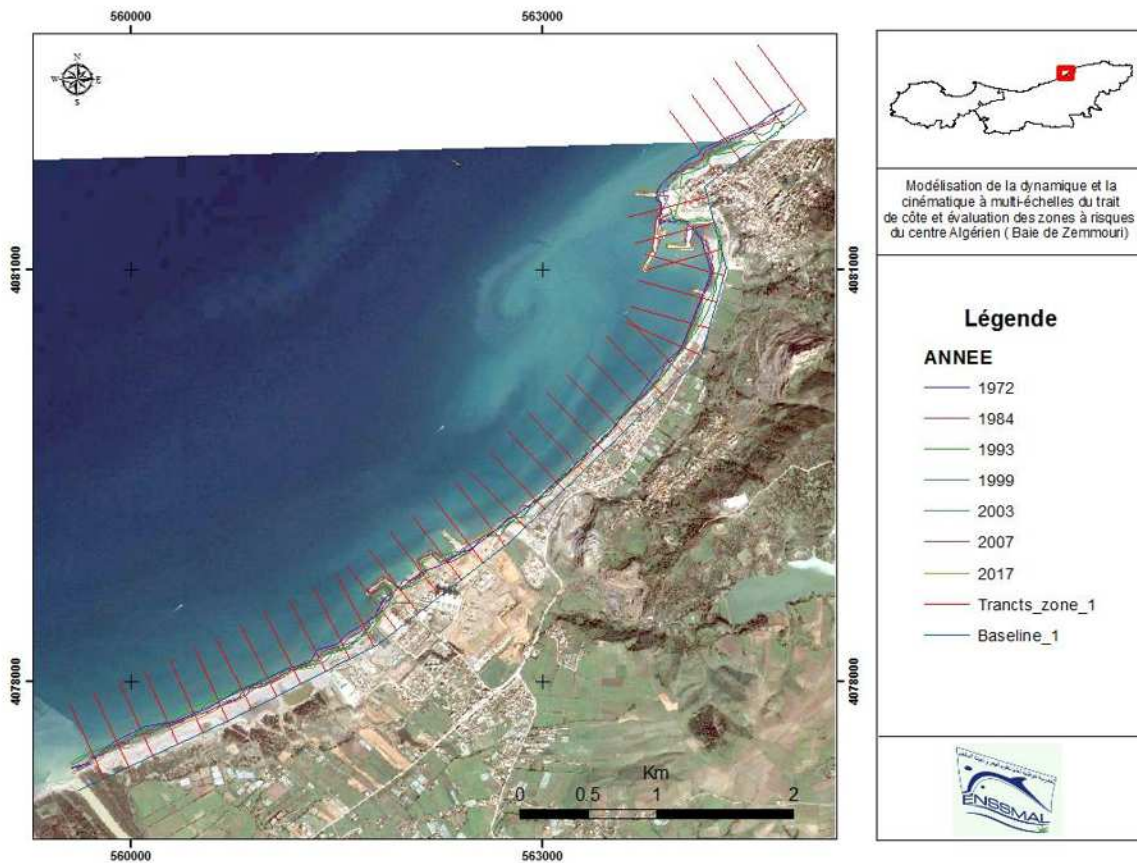 560000
563000
N
W E
S
4081000
4081000
4078000
4078000
Km
0 0.5 1 2
560000
563000
Modélisation de la dynamique et la
cinématique à multi-échelles du trait
de côte et évaluation des zones à risques
du centre Algérien ( Baie de Zemmouri)
Légende
ANNEE
1972
1984
1993
1999
2003
2007
2017
Trancts_zone_1
Baseline_1
ENSSMAL